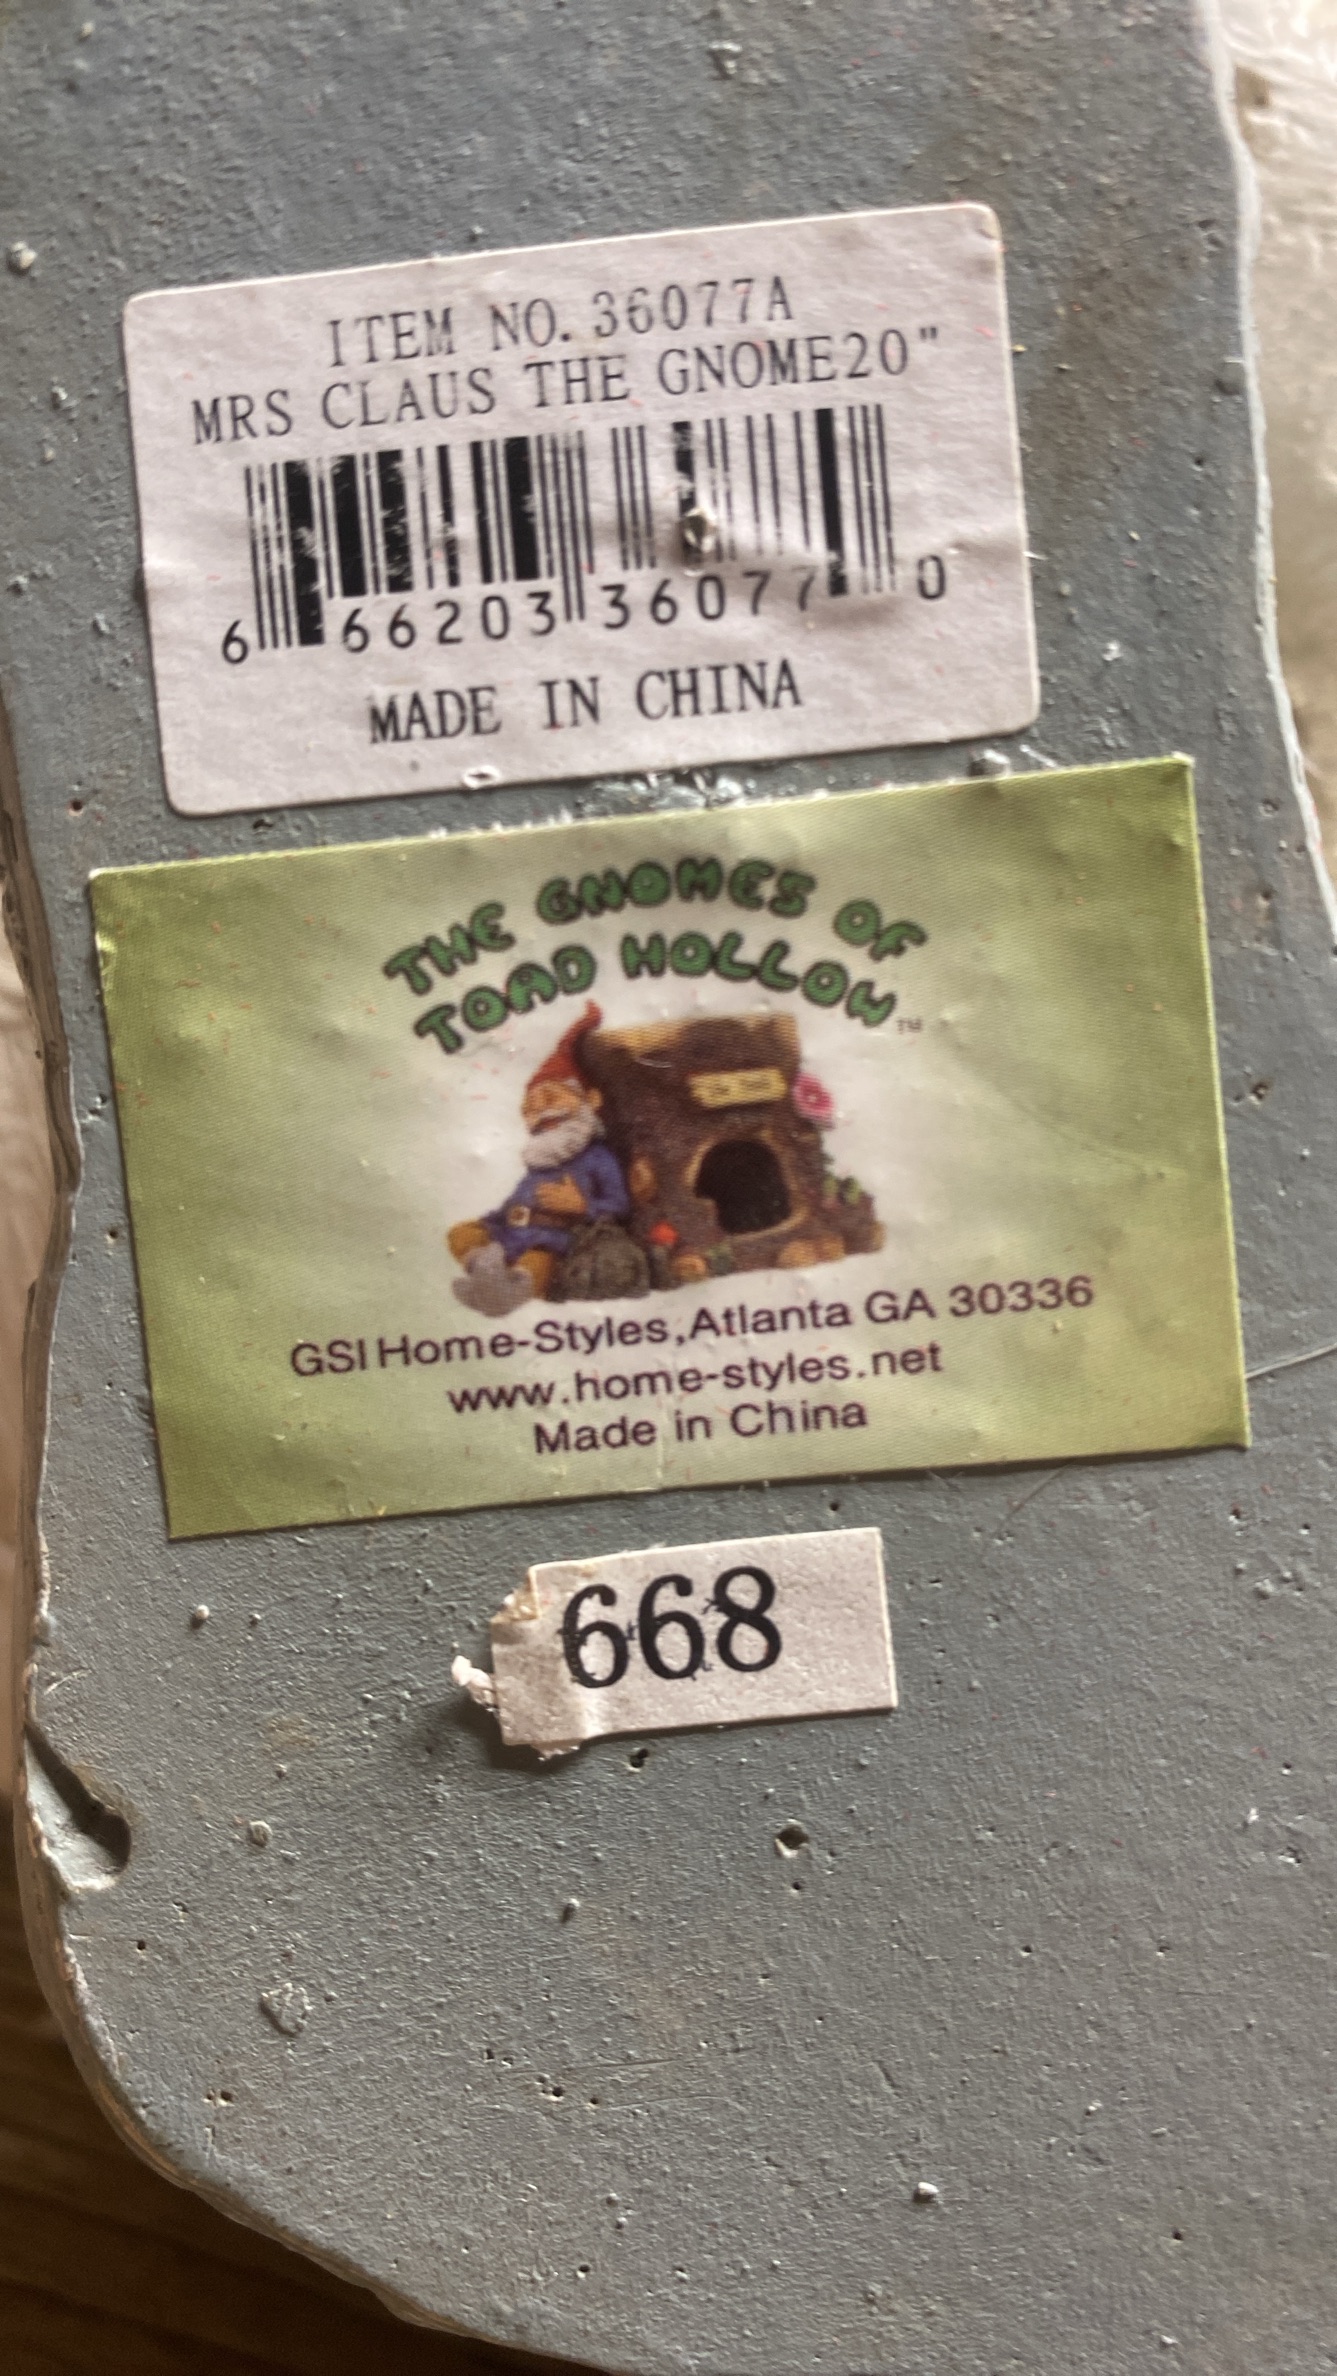 ITEM NO. 36077A
MRS CLAUS THE GNOME20"
6 66203 36077 0
MADE IN CHINA
THE GNOMES OF
TOAD HOLLOW™
GSI Home-Styles,Atlanta GA 30336
www.home-styles.net
Made in China
668